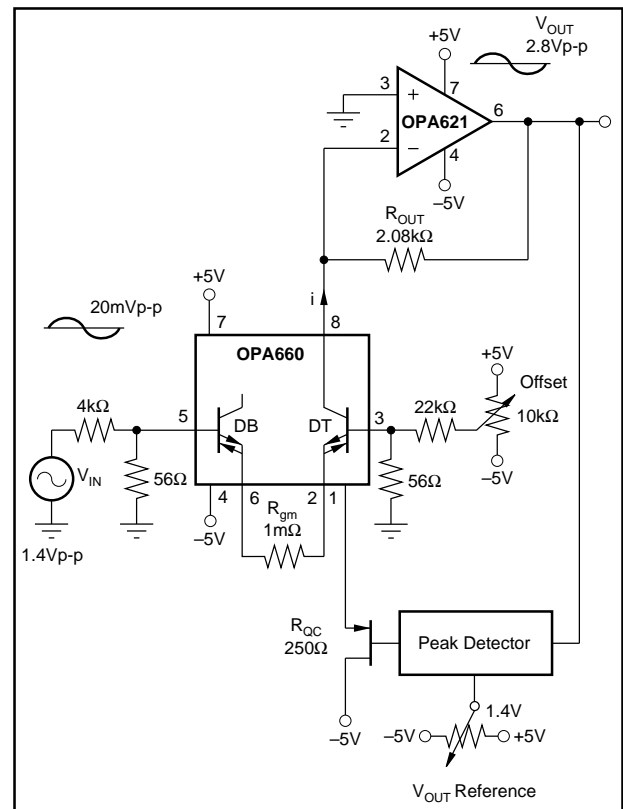 V_OUT
2.8Vp-p
+5V
3
+
7
OPA621
6
2
–
4
–5V
R_OUT
2.08kΩ
+5V
i
20mVp-p
7
8
OPA660
+5V
Offset
4kΩ
5
DB
DT
3
22kΩ
10kΩ
V_IN
56Ω
56Ω
–5V
4
6
2
1
–5V
R_gm
1mΩ
1.4Vp-p
R_QC
250Ω
Peak Detector
–5V
1.4V
–5V
+5V
V_OUT Reference